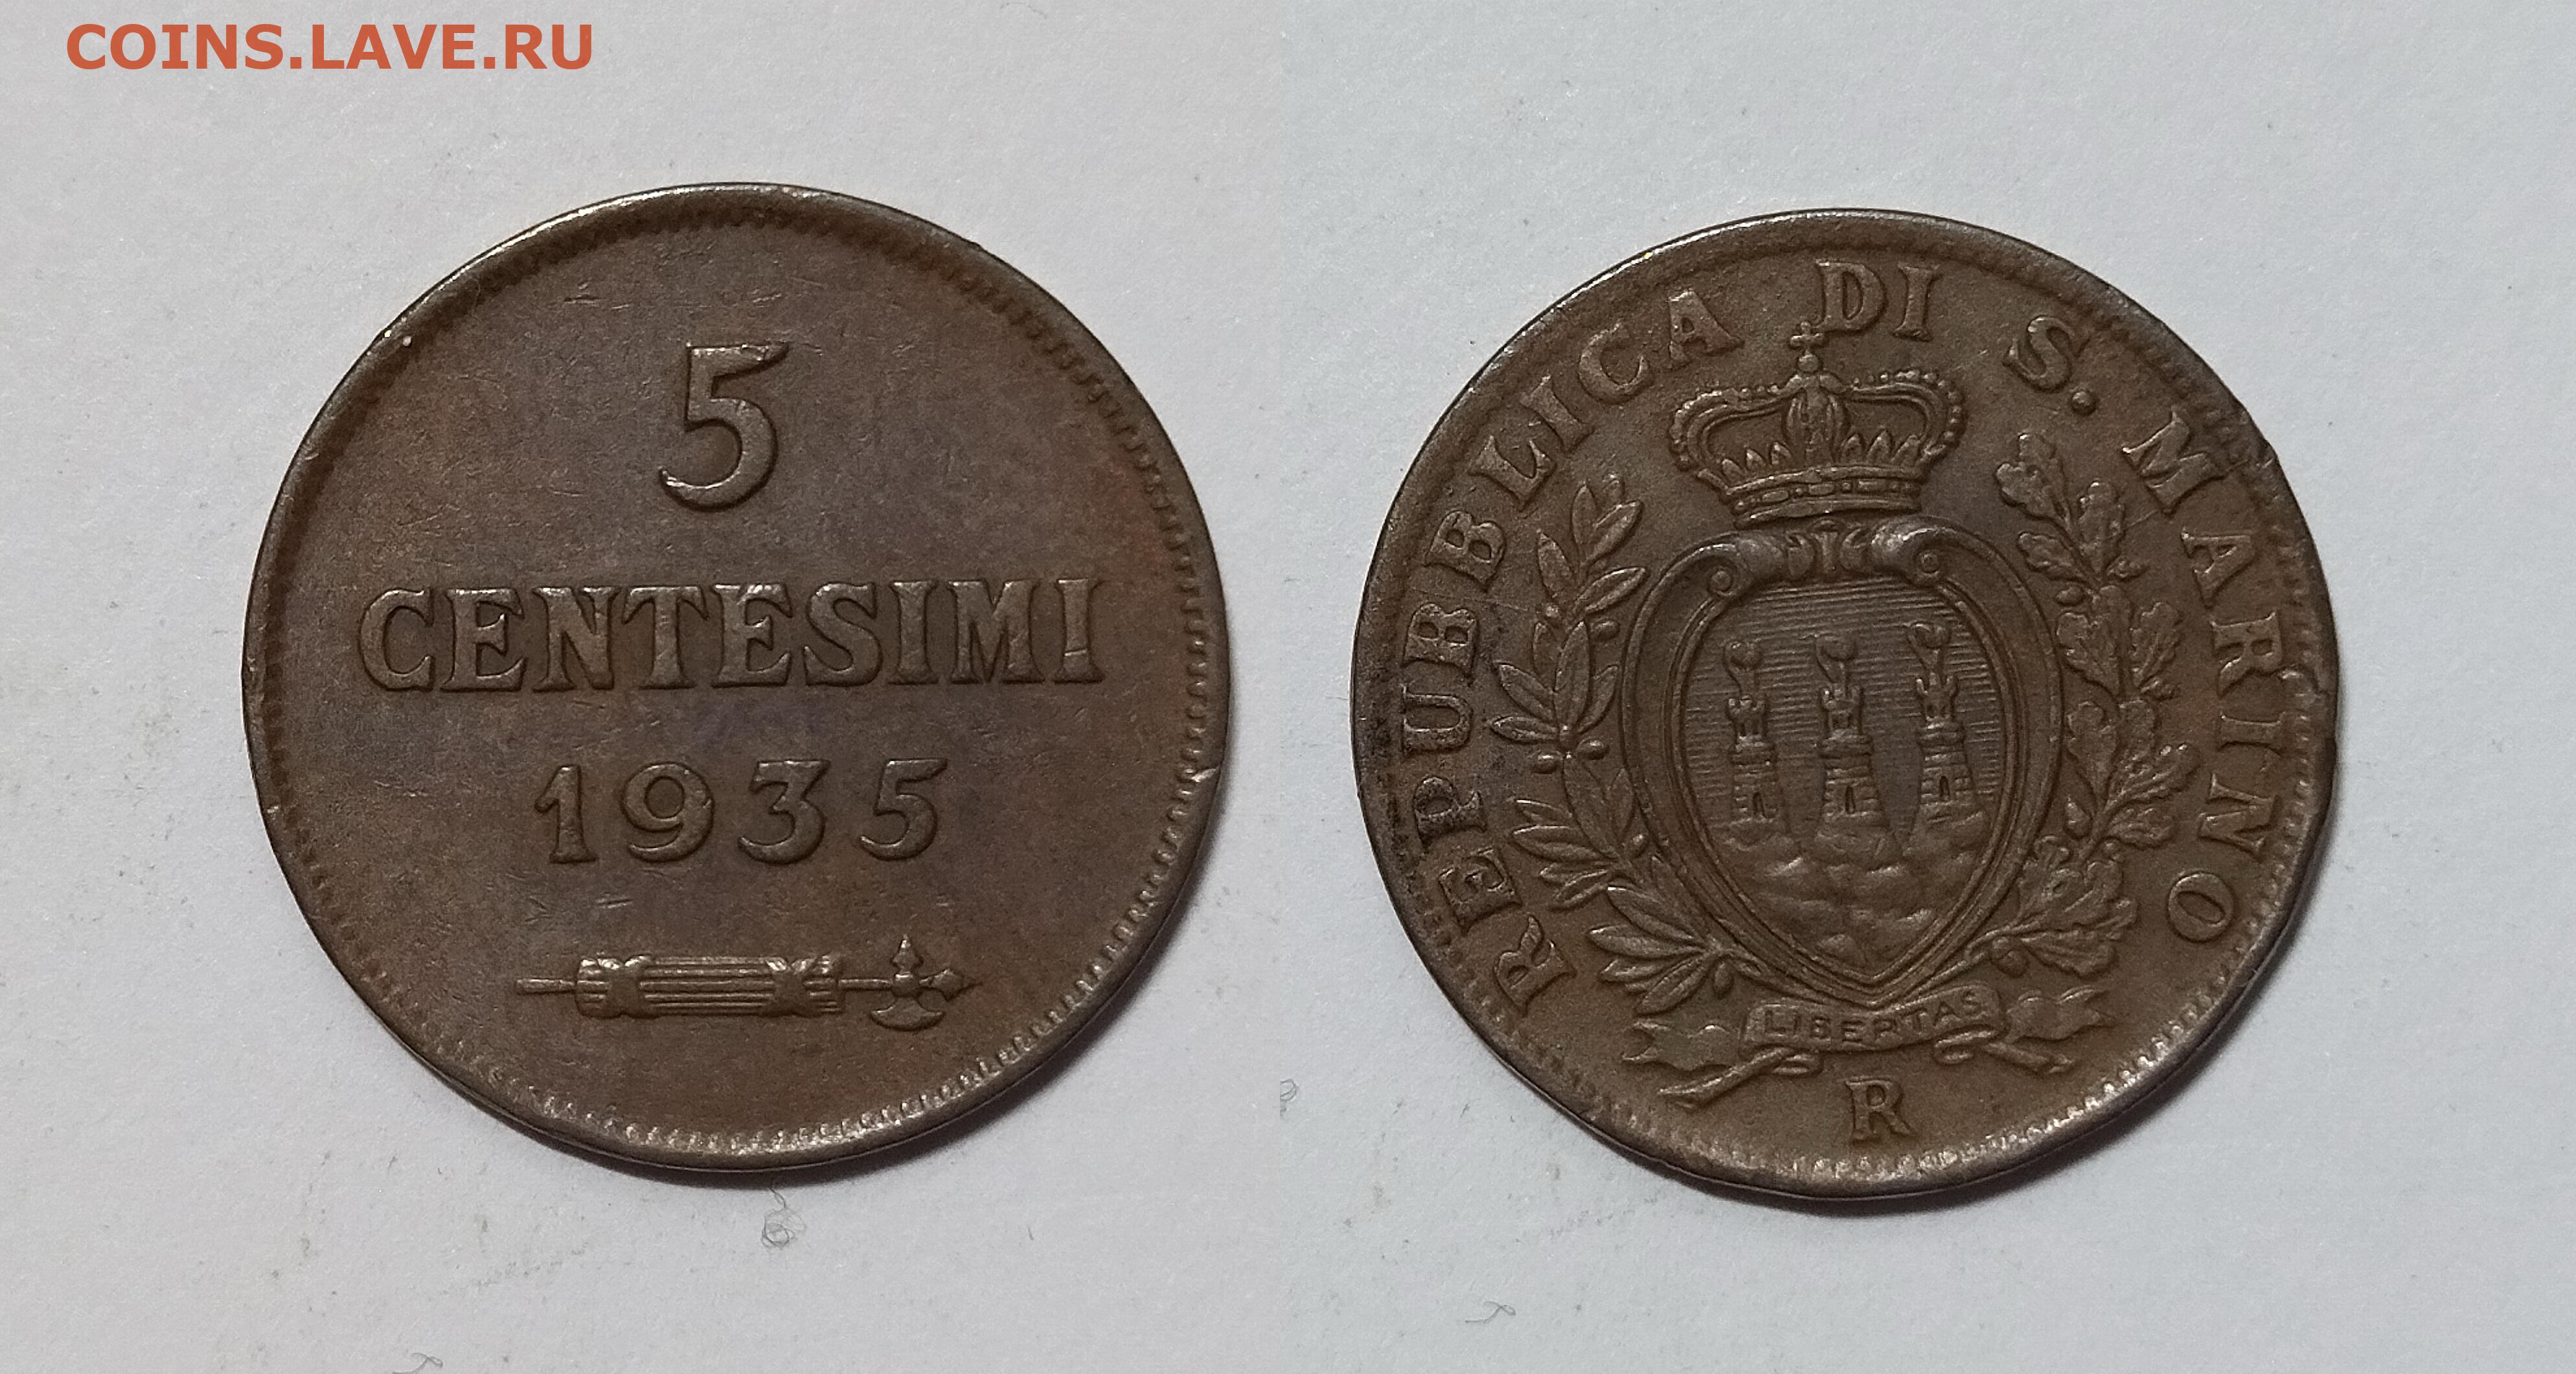 COINS.LAVE.RU
5
CENTESIMI
1935
REPUBBLICA DI S. MARINO
LIBERTAS
R